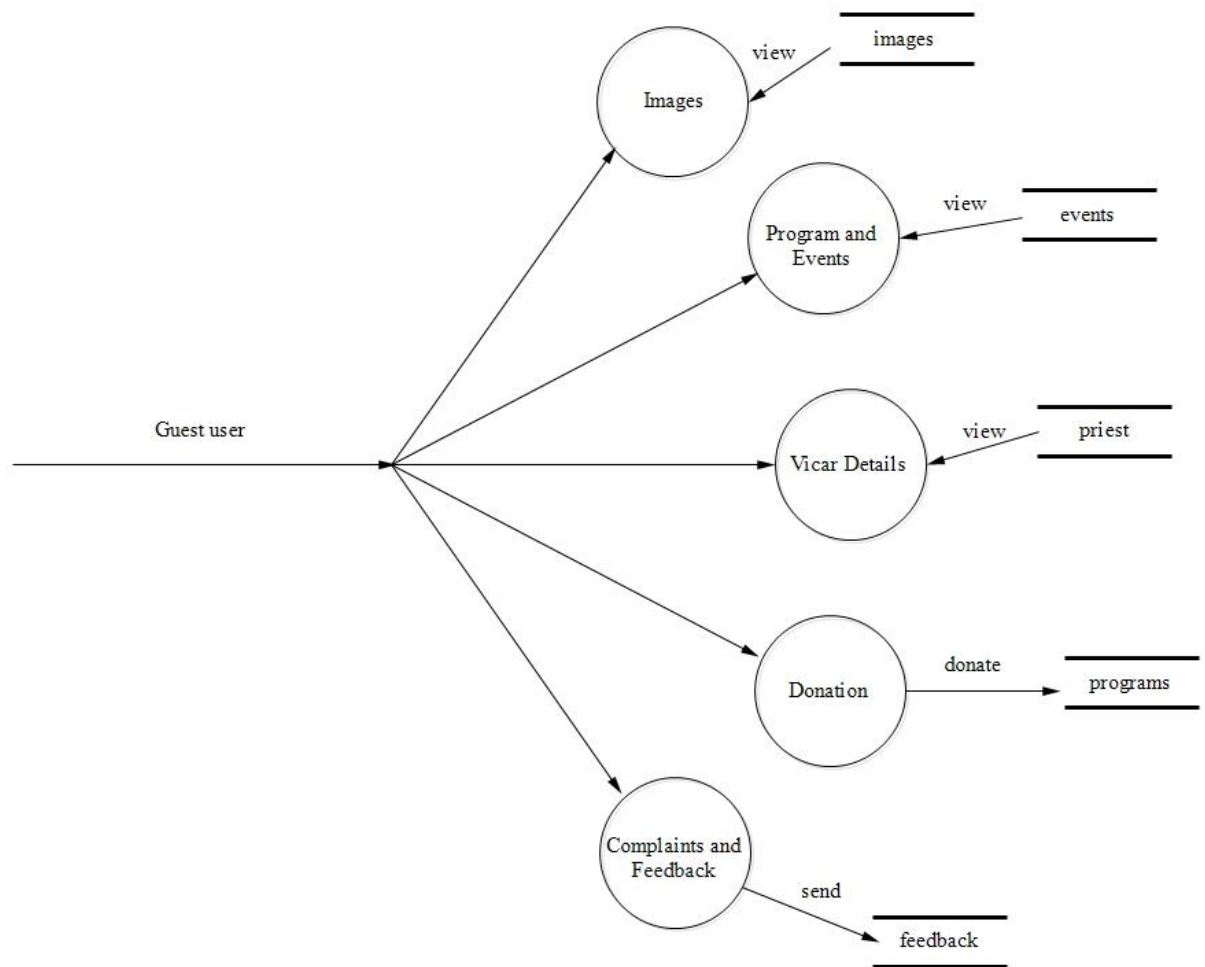 images
view
Images
view
events
Program and
Events
Guest user
view
priest
Vicar Details
donate
programs
Donation
Complaints and
Feedback
send
feedback